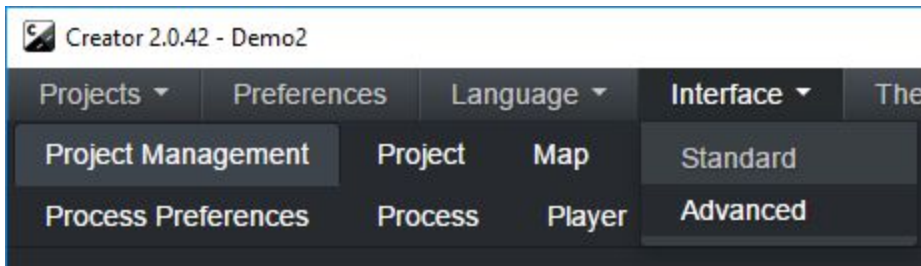 Creator 2.0.42 - Demo2
Projects Preferences Language Interface The
Project Management Project Map Standard
Process Preferences Process Player Advanced